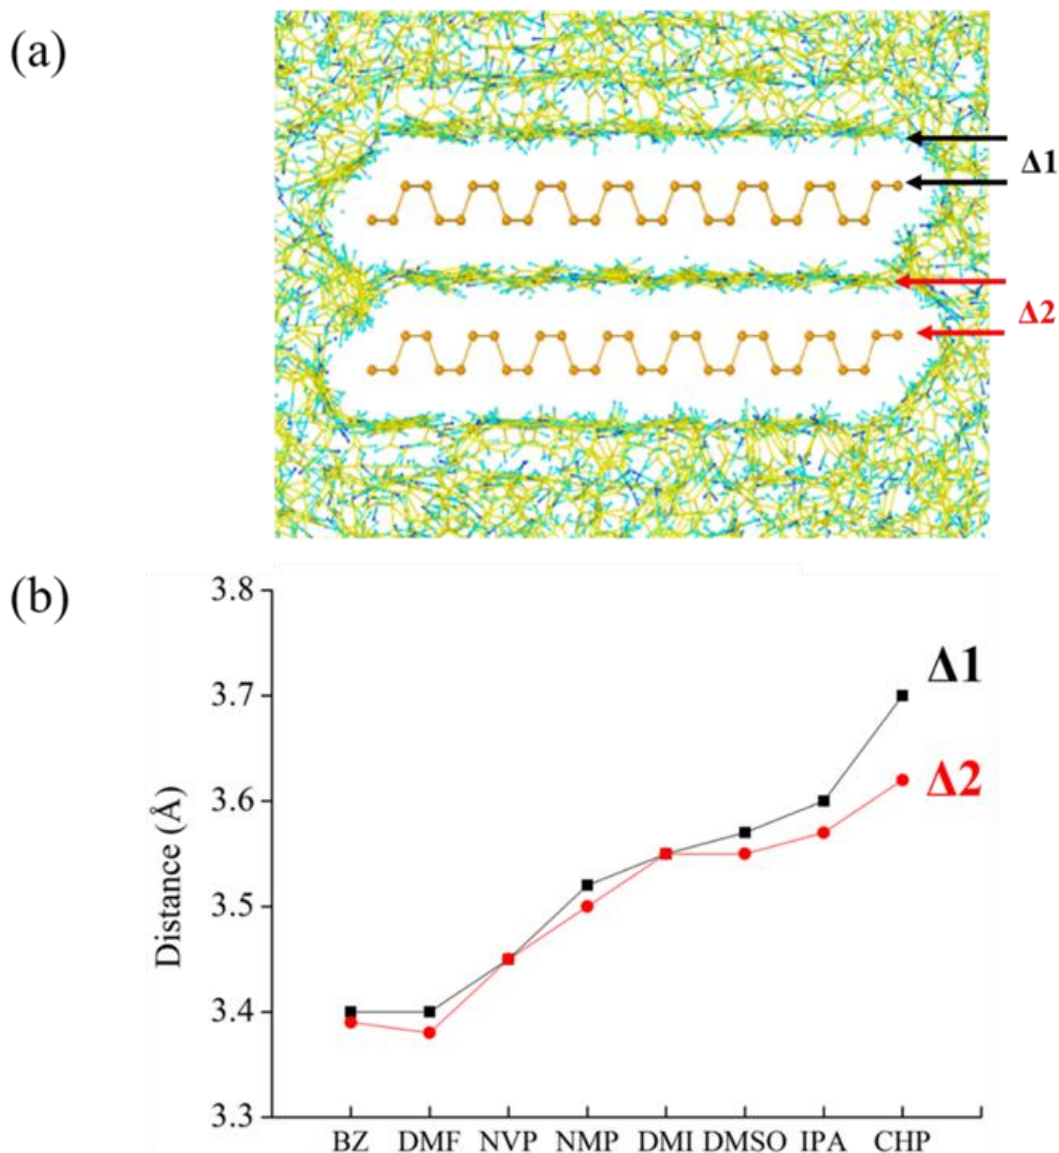 (a)
Δ1
Δ2
(b)
3.8
3.7
3.6
3.5
3.4
3.3
Distance (Å)
Δ1
Δ2
BZ DMF NVP NMP DMI DMSO IPA CHP